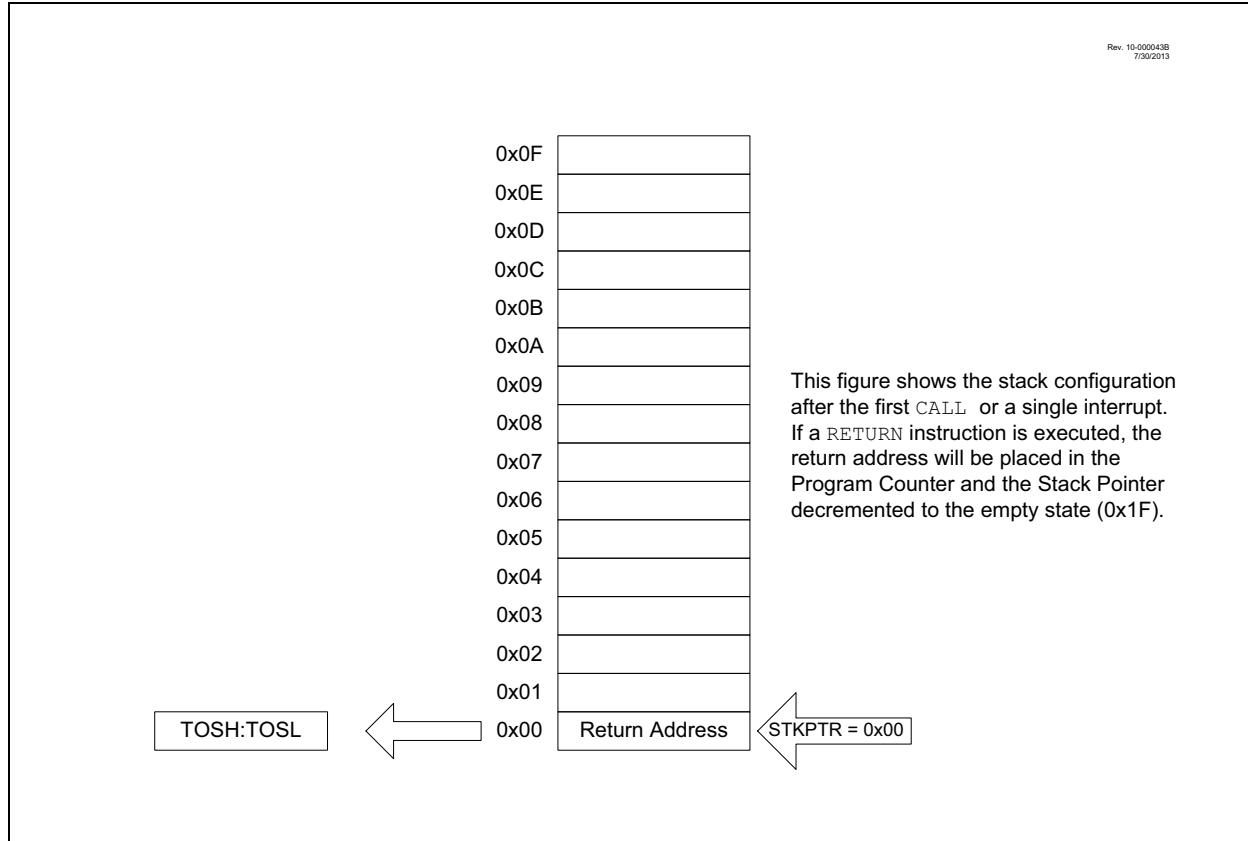 Rev. 10-000043B
7/30/2013
0x0F
0x0E
0x0D
0x0C
0x0B
0x0A
0x09
0x08
0x07
0x06
0x05
0x04
0x03
0x02
0x01
This figure shows the stack configuration
after the first CALL or a single interrupt.
If a RETURN instruction is executed, the
return address will be placed in the
Program Counter and the Stack Pointer
decremented to the empty state (0x1F).
TOSH:TOSL
0x00
Return Address
STKPTR = 0x00